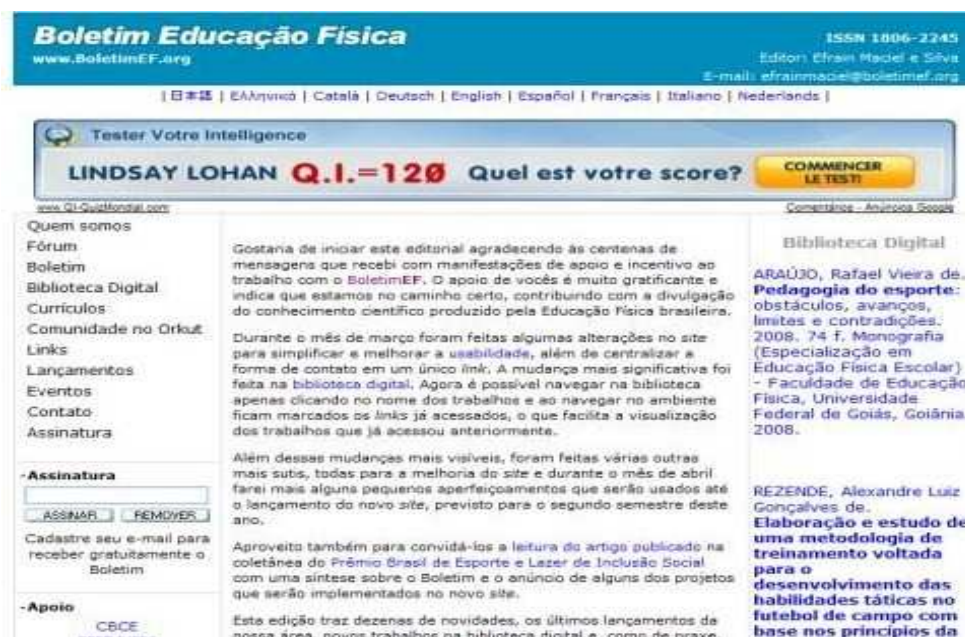 Boletim Educação Física
www.BoletimEF.org
ISSN 1806-2245
Editor: Efrain Maciel e Silva
E-mail: efrainmaciel@boletimef.org
| 日本語 | Ελληνικά | Català | Deutsch | English | Español | Français | Italiano | Nederlands |
Tester Votre Intelligence
LINDSAY LOHAN Q.I.=120 Quel est votre score?
COMMENCER
LE TEST!
www.QI-QuizMondial.com
Comentários - Anúncios Google
Quem somos
Fórum
Boletim
Biblioteca Digital
Currículos
Comunidade no Orkut
Links
Lançamentos
Eventos
Contato
Assinatura
-Assinatura
ASSINAR REMOVER
Cadastre seu e-mail para
receber gratuitamente o
Boletim
-Apoio
CBCE
Gostaria de iniciar este editorial agradecendo às centenas de
mensagens que recebi com manifestações de apoio e incentivo ao
trabalho com o BoletimEF. O apoio de vocês é muito gratificante e
indica que estamos no caminho certo, contribuindo com a divulgação
do conhecimento científico produzido pela Educação Física brasileira.
Durante o mês de março foram feitas algumas alterações no site
para simplificar e melhorar a usabilidade, além de centralizar a
forma de contato em um único link. A mudança mais significativa foi
feita na biblioteca digital. Agora é possível navegar na biblioteca
apenas clicando no nome dos trabalhos e ao navegar no ambiente
ficam marcados os links já acessados, o que facilita a visualização
dos trabalhos que já acessou anteriormente.
Além dessas mudanças mais visíveis, foram feitas várias outras
mais sutis, todas para a melhoria do site e durante o mês de abril
farei mais alguns pequenos aperfeiçoamentos que serão usados até
o lançamento do novo site, previsto para o segundo semestre deste
ano.
Aproveito também para convidá-los a leitura do artigo publicado na
coletânea do Prêmio Brasil de Esporte e Lazer de Inclusão Social
com uma síntese sobre o Boletim e o anúncio de alguns dos projetos
que serão implementados no novo site.
Esta edição traz dezenas de novidades, os últimos lançamentos da
nossa área, novos trabalhos na biblioteca digital e, como de praxe,
Biblioteca Digital
ARAÚJO, Rafael Vieira de.
Pedagogia do esporte:
obstáculos, avanços,
limites e contradições.
2008. 74 f. Monografia
(Especialização em
Educação Física Escolar)
- Faculdade de Educação
Física, Universidade
Federal de Goiás, Goiânia
2008.
REZENDE, Alexandre Luiz
Gonçalves de.
Elaboração e estudo de
uma metodologia de
treinamento voltada
para o
desenvolvimento das
habilidades táticas no
futebol de campo com
base nos princípios da